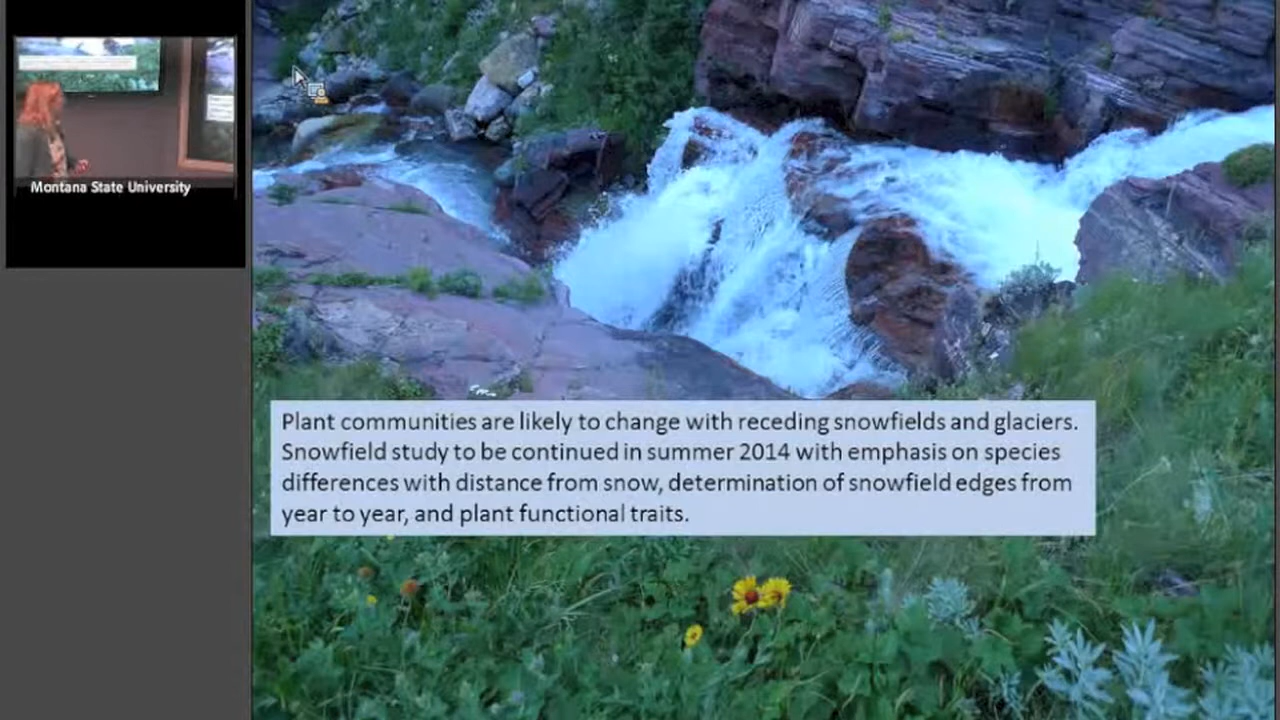 Montana State University
Plant communities are likely to change with receding snowfields and glaciers.
Snowfield study to be continued in summer 2014 with emphasis on species
differences with distance from snow, determination of snowfield edges from
year to year, and plant functional traits.